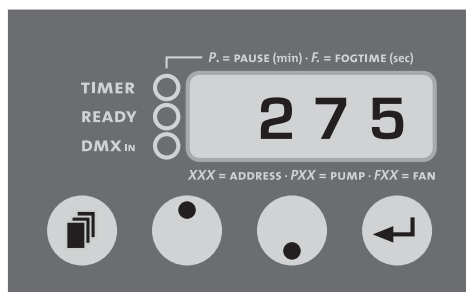 P. = PAUSE (min) · F. = FOGTIME (sec)
TIMER
READY
DMX IN
275
XXX = ADDRESS · PXX = PUMP · FXX = FAN